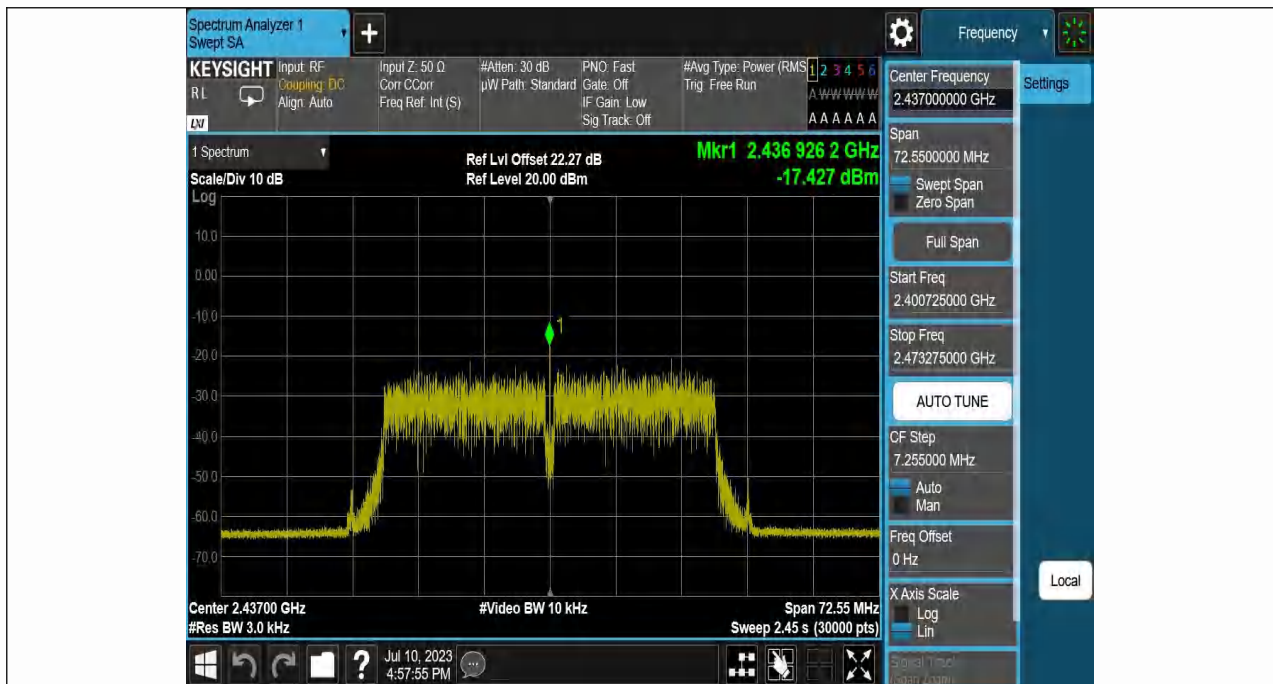 Spectrum Analyzer 1
Swept SA
+
Frequency
KEYSIGHT
R L
LXI
Input: RF
Coupling: DC
Align: Auto
Input Z: 50 Ω
Corr CCorr
Freq Ref: Int (S)
#Atten: 30 dB
µW Path: Standard
PNO: Fast
Gate: Off
IF Gain: Low
Sig Track: Off
#Avg Type: Power (RMS
Trig: Free Run
1 2 3 4 5 6
A W W W W W
A A A A A A
Center Frequency
2.437000000 GHz
Settings
Span
72.5500000 MHz
Swept Span
Zero Span
Full Span
Start Freq
2.400725000 GHz
Stop Freq
2.473275000 GHz
AUTO TUNE
CF Step
7.255000 MHz
Auto
Man
Freq Offset
0 Hz
X Axis Scale
Log
Lin
Signal Track
(Span Zoom)
Local
1 Spectrum
Scale/Div 10 dB
Ref Lvl Offset 22.27 dB
Ref Level 20.00 dBm
Mkr1 2.436 926 2 GHz
-17.427 dBm
Log
10.0
0.00
-10.0
-20.0
-30.0
-40.0
-50.0
-60.0
-70.0
1
Center 2.43700 GHz
#Res BW 3.0 kHz
#Video BW 10 kHz
Span 72.55 MHz
Sweep 2.45 s (30000 pts)
?
Jul 10, 2023
4:57:55 PM